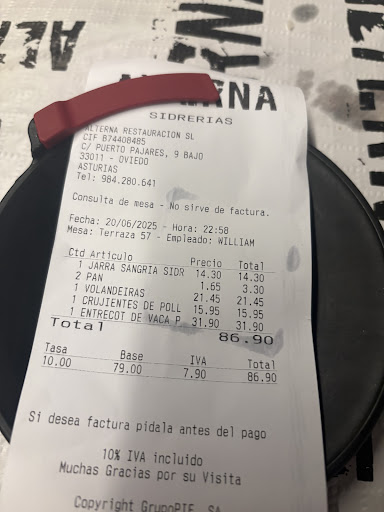 SIDRERIAS
ALTERNA RESTAURACION SL
CIF B74408485
C/ PUERTO PAJARES, 9 BAJO
33011 - OVIEDO
ASTURIAS
Tel: 984.280.641
Consulta de mesa - No sirve de factura.
Fecha: 20/06/2025 - Hora: 22:58
Mesa: Terraza 57 - Empleado: WILLIAM
Ctd Articulo Precio Total
1 JARRA SANGRIA SIDR 14.30 14.30
2 PAN 1.65 3.30
1 VOLANDEIRAS 21.45 21.45
1 CRUJIENTES DE POLL 15.95 15.95
1 ENTRECOT DE VACA P 31.90 31.90
Total 86.90
Tasa Base IVA Total
10.00 79.00 7.90 86.90
Si desea factura pidala antes del pago
10% IVA incluido
Muchas Gracias por su Visita
Copyright GrupoPIE, SA